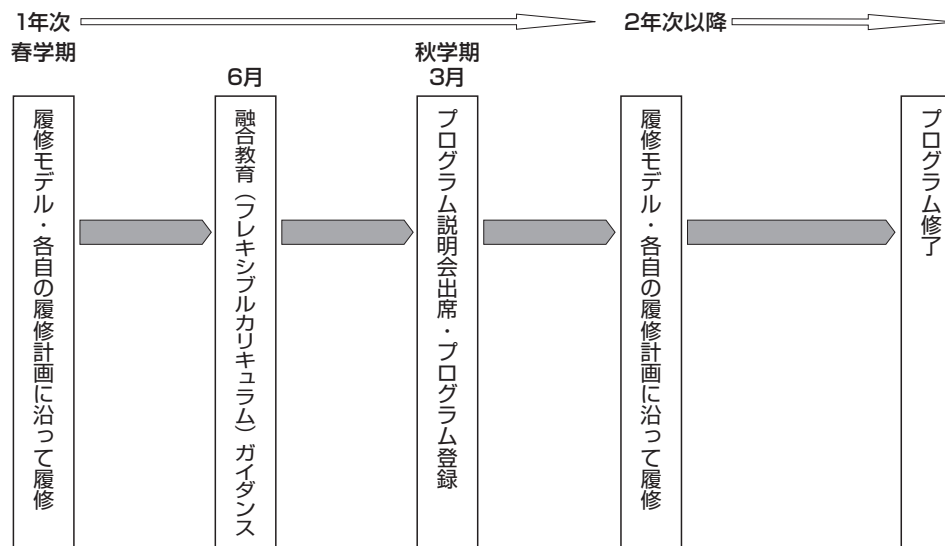 1年次
2年次以降
春学期
秋学期
6月
3月
履修モデル・各自の履修計画に沿って履修
融合教育（フレキシブルカリキュラム）ガイダンス
プログラム説明会出席・プログラム登録
履修モデル・各自の履修計画に沿って履修
プログラム修了